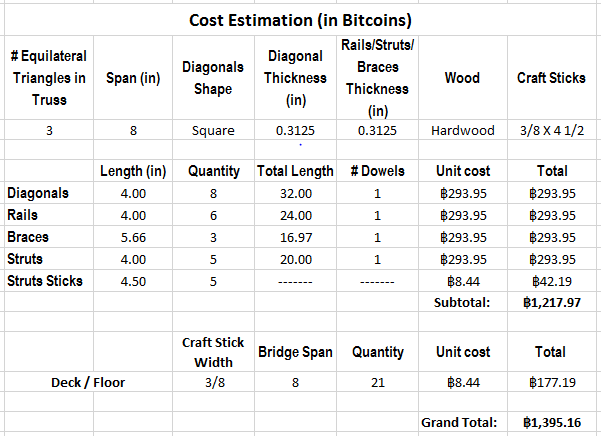 Cost Estimation (in Bitcoins)
# Equilateral Triangles in Truss Span (in) Diagonals Shape Diagonal Thickness (in) Rails/Struts/ Braces Thickness (in) Wood Craft Sticks
3 8 Square 0.3125 0.3125 Hardwood 3/8 X 4 1/2
Length (in) Quantity Total Length # Dowels Unit cost Total
Diagonals 4.00 8 32.00 1 ฿293.95 ฿293.95
Rails 4.00 6 24.00 1 ฿293.95 ฿293.95
Braces 5.66 3 16.97 1 ฿293.95 ฿293.95
Struts 4.00 5 20.00 1 ฿293.95 ฿293.95
Struts Sticks 4.50 5 ------- ------- ฿8.44 ฿42.19
Subtotal: ฿1,217.97
Craft Stick Width Bridge Span Quantity Unit cost Total
Deck / Floor 3/8 8 21 ฿8.44 ฿177.19
Grand Total: ฿1,395.16